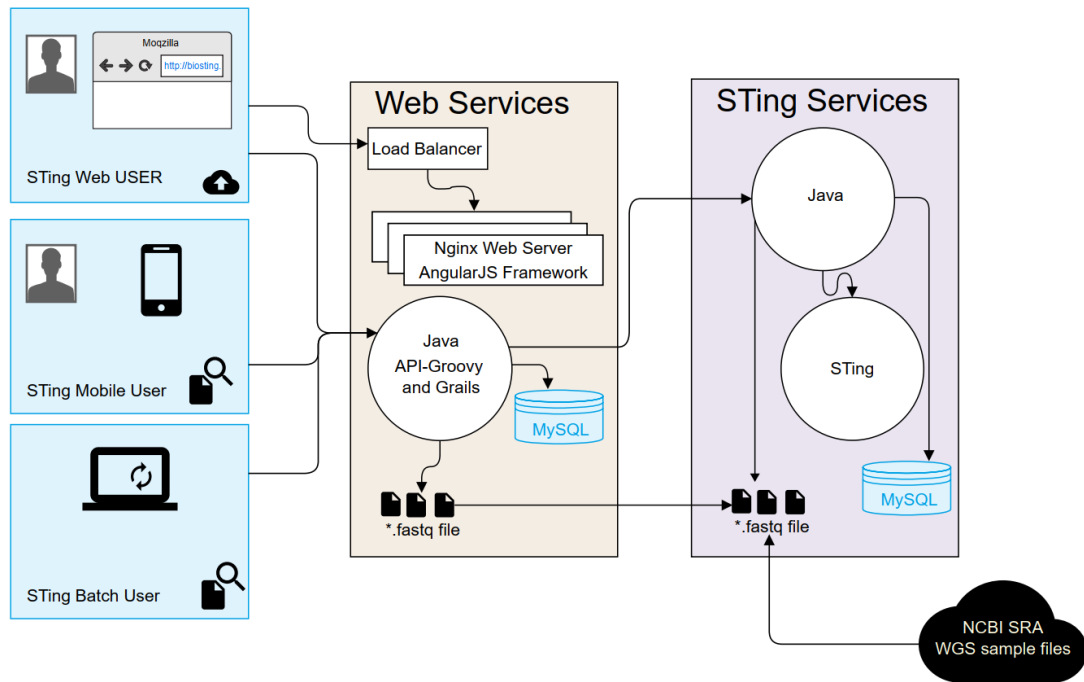 Moqzilla
http://biosting.
STing Web USER
STing Mobile User
STing Batch User
Web Services
Load Balancer
Nginx Web Server
AngularJS Framework
Java
API-Groovy
and Grails
MySQL
*.fastq file
STing Services
Java
STing
MySQL
*.fastq file
NCBI SRA
WGS sample files